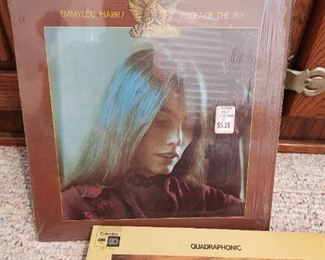 EMMYLOU HARRIS PIECES OF THE SKY
$3.25
Columbia
QUADRAPHONIC